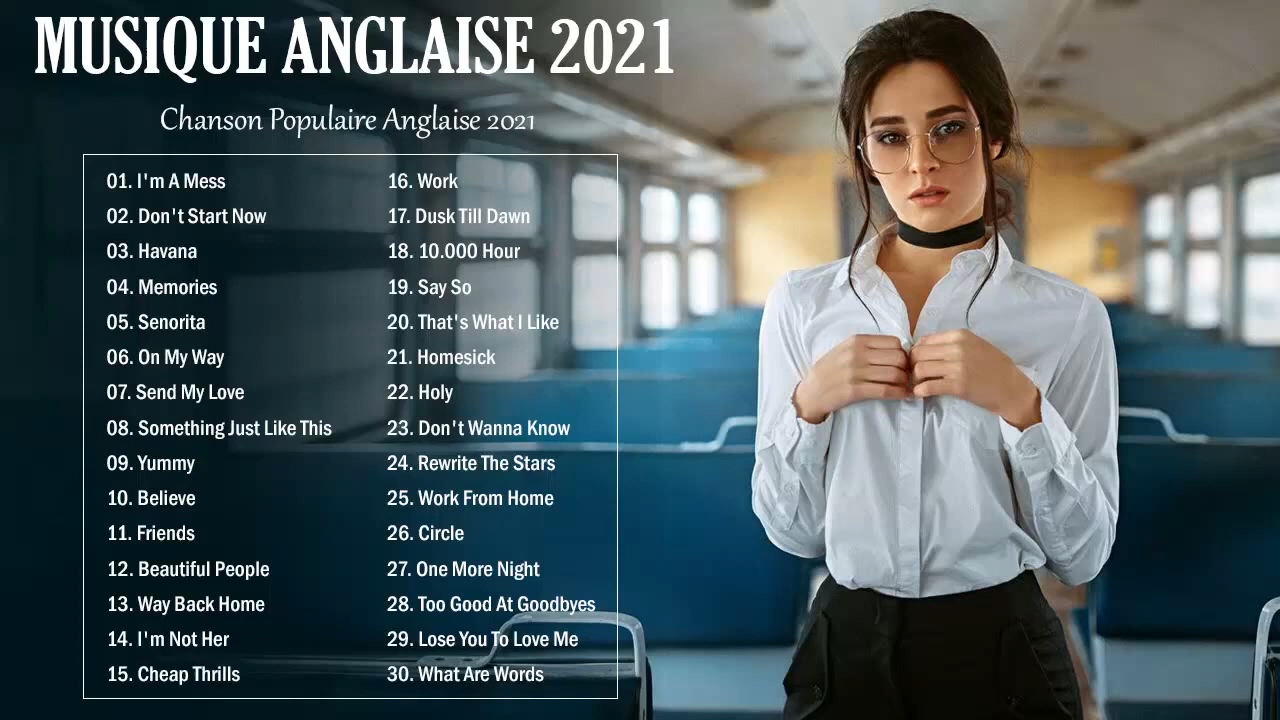 MUSIQUE ANGLAISE 2021
Chanson Populaire Anglaise 2021
01. I'm A Mess
02. Don't Start Now
03. Havana
04. Memories
05. Senorita
06. On My Way
07. Send My Love
08. Something Just Like This
09. Yummy
10. Believe
11. Friends
12. Beautiful People
13. Way Back Home
14. I'm Not Her
15. Cheap Thrills
16. Work
17. Dusk Till Dawn
18. 10.000 Hour
19. Say So
20. That's What I Like
21. Homesick
22. Holy
23. Don't Wanna Know
24. Rewrite The Stars
25. Work From Home
26. Circle
27. One More Night
28. Too Good At Goodbyes
29. Lose You To Love Me
30. What Are Words